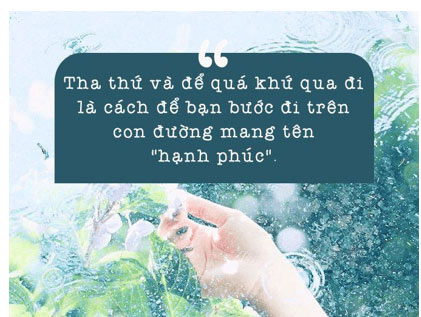 Tha thứ và để quá khứ qua đi
là cách để bạn bước đi trên
con đường mang tên
"hạnh phúc".